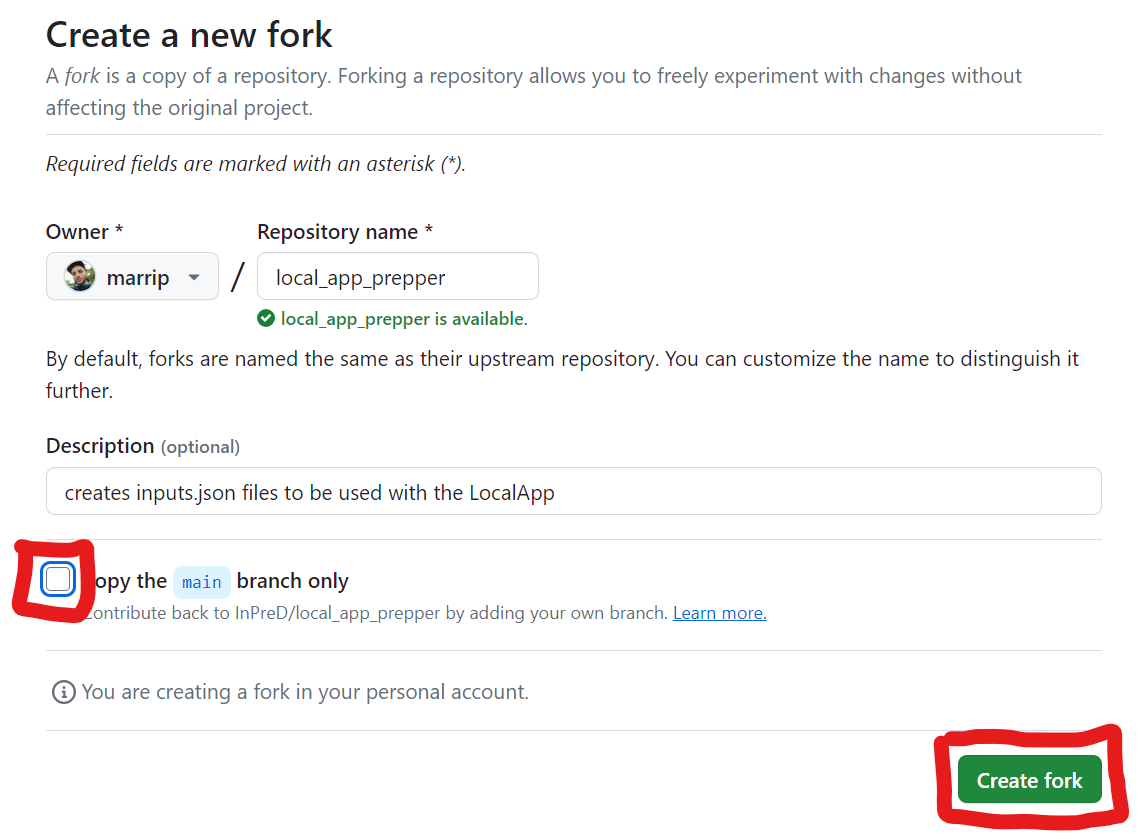 Create a new fork
A fork is a copy of a repository. Forking a repository allows you to freely experiment with changes without
affecting the original project.
Required fields are marked with an asterisk (*).
Owner *
Repository name *
marrip
/
local_app_prepper
local_app_prepper is available.
By default, forks are named the same as their upstream repository. You can customize the name to distinguish it
further.
Description (optional)
creates inputs.json files to be used with the LocalApp
opy the main branch only
ontribute back to InPreD/local_app_prepper by adding your own branch. Learn more.
You are creating a fork in your personal account.
Create fork